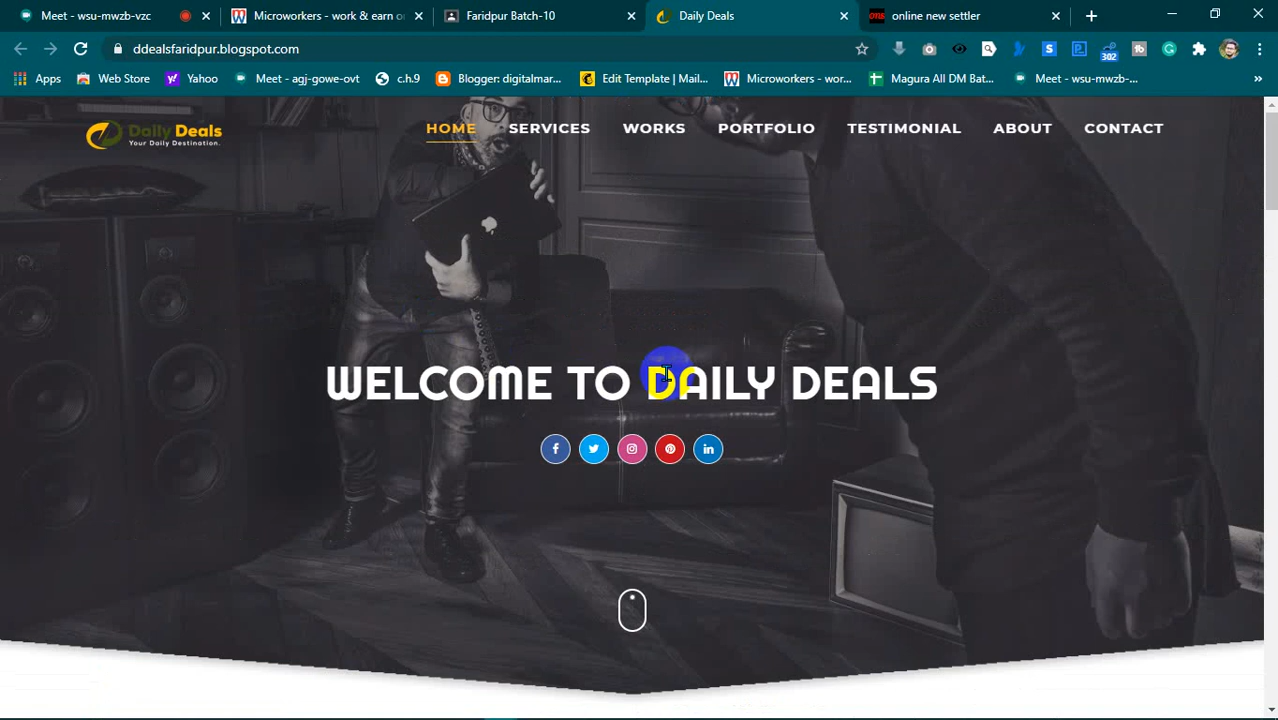 Meet - wsu-mwzb-vzc
Microworkers - work & earn o
Faridpur Batch-10
Daily Deals
online new settler
ddealsfaridpur.blogspot.com
302
Apps
Web Store
Yahoo
Meet - agj-gowe-ovt
c.h.9
Blogger: digitalmar...
Edit Template | Mail...
Microworkers - wor...
Magura All DM Bat...
Meet - wsu-mwzb-...
Daily Deals
Your Daily Destination.
HOME
SERVICES
WORKS
PORTFOLIO
TESTIMONIAL
ABOUT
CONTACT
WELCOME TO DAILY DEALS